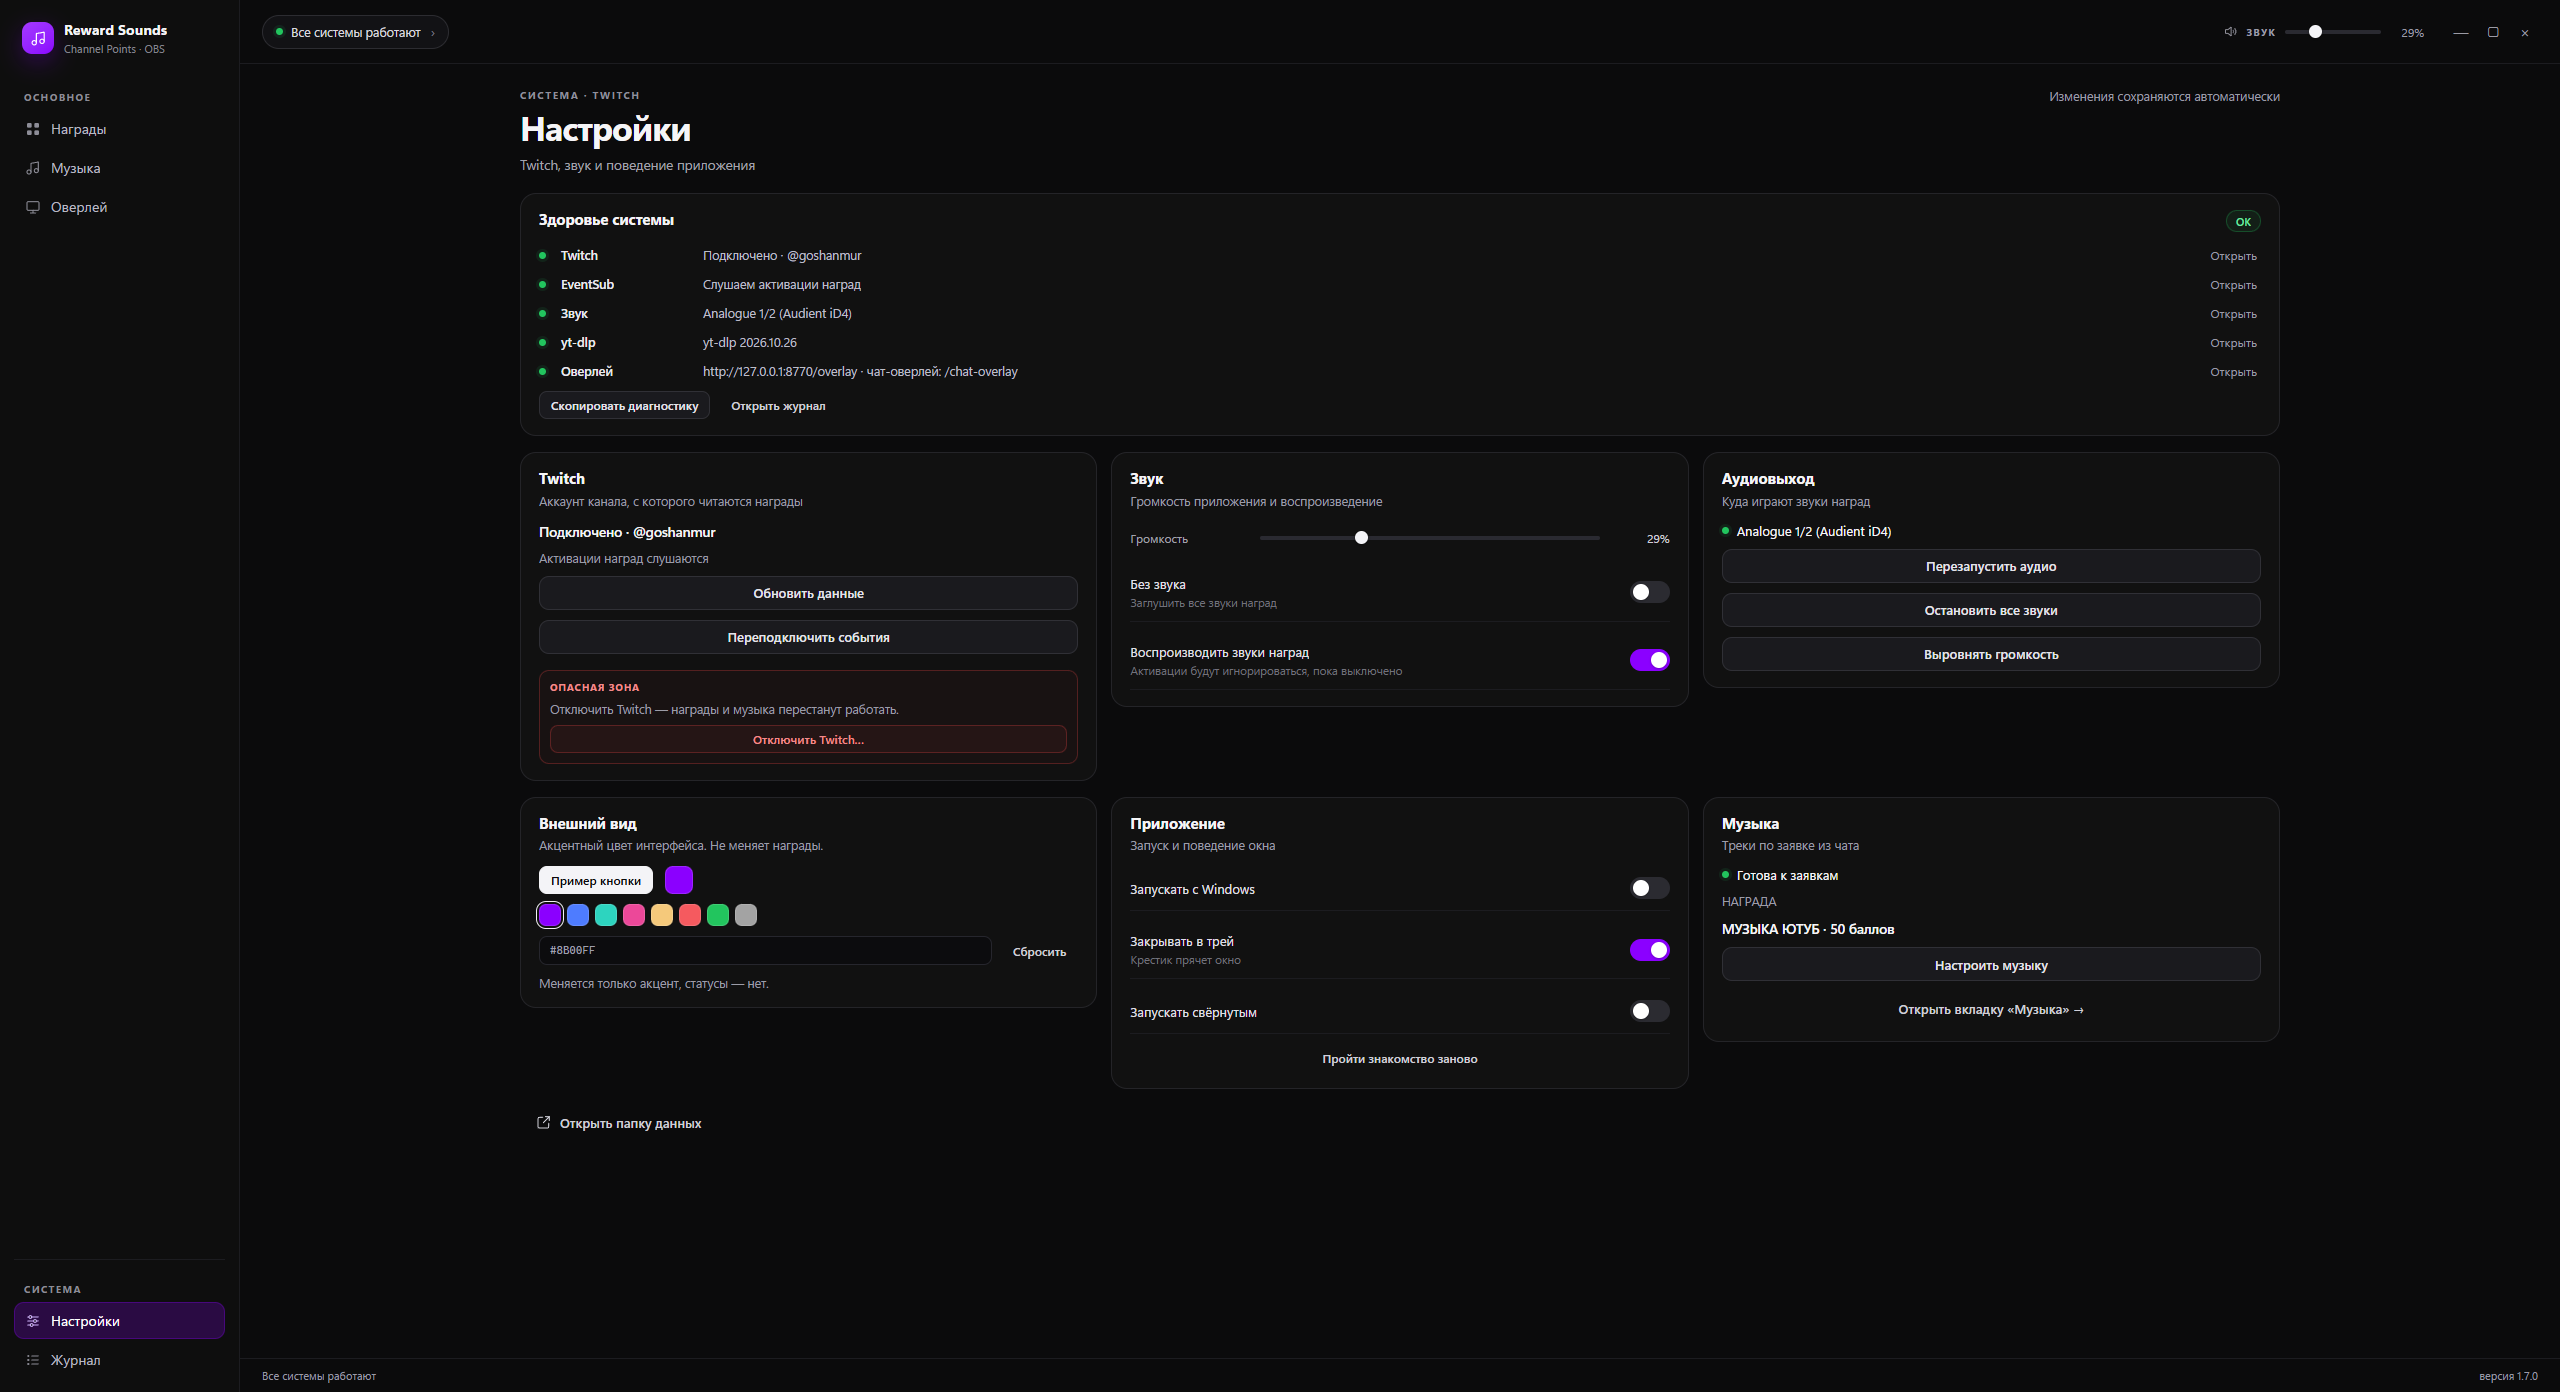 Reward Sounds
Channel Points · OBS
ОСНОВНОЕ
Награды
Музыка
Оверлей
СИСТЕМА
Настройки
Журнал
Все системы работают ›
ЗВУК
29%
СИСТЕМА · TWITCH
Изменения сохраняются автоматически
Настройки
Twitch, звук и поведение приложения
Здоровье системы
OK
Twitch Подключено · @goshanmur Открыть
EventSub Слушаем активации наград Открыть
Звук Analogue 1/2 (Audient iD4) Открыть
yt-dlp yt-dlp 2026.10.26 Открыть
Оверлей http://127.0.0.1:8770/overlay · чат-оверлей: /chat-overlay Открыть
Скопировать диагностику Открыть журнал
Twitch
Аккаунт канала, с которого читаются награды
Подключено · @goshanmur
Активации наград слушаются
Обновить данные
Переподключить события
ОПАСНАЯ ЗОНА
Отключить Twitch — награды и музыка перестанут работать.
Отключить Twitch...
Звук
Громкость приложения и воспроизведение
Громкость 29%
Без звука
Заглушить все звуки наград
Воспроизводить звуки наград
Активации будут игнорироваться, пока выключено
Аудиовыход
Куда играют звуки наград
Analogue 1/2 (Audient iD4)
Перезапустить аудио
Остановить все звуки
Выровнять громкость
Внешний вид
Акцентный цвет интерфейса. Не меняет награды.
Пример кнопки
#8B00FF
Сбросить
Меняется только акцент, статусы — нет.
Приложение
Запуск и поведение окна
Запускать с Windows
Закрывать в трей
Крестик прячет окно
Запускать свёрнутым
Пройти знакомство заново
Музыка
Треки по заявке из чата
Готова к заявкам
НАГРАДА
МУЗЫКА ЮТУБ · 50 баллов
Настроить музыку
Открыть вкладку «Музыка» →
Открыть папку данных
Все системы работают
версия 1.7.0